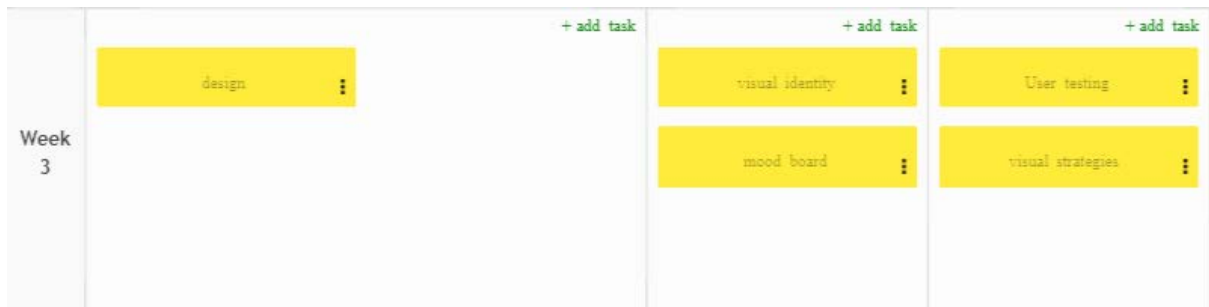 + add task
+ add task
+ add task
design
visual identity
User testing
Week
3
mood board
visual strategies